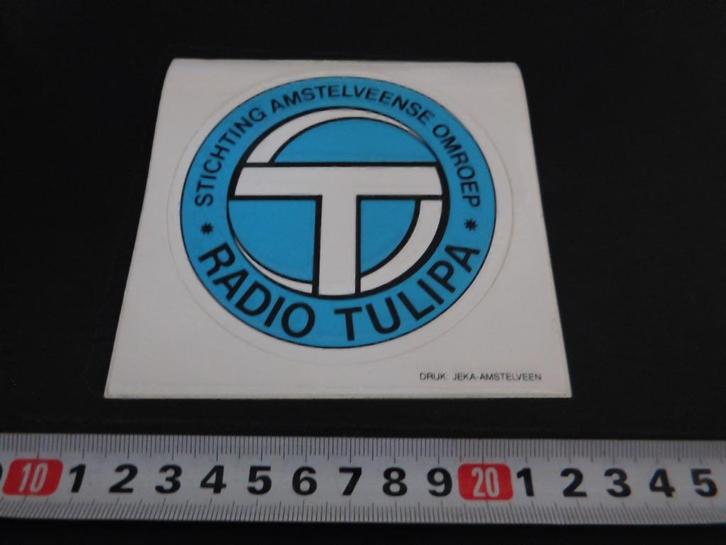 STICHTING AMSTELVEENSE OMROEP
T
* RADIO TULIPA *
DRUK: JEKA-AMSTELVEEN
10 1 2 3 4 5 6 7 8 9 20 1 2 3 4 5